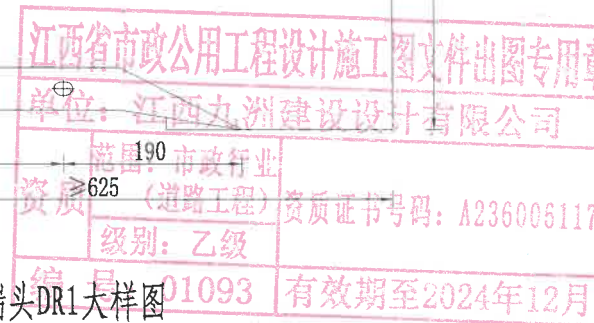 江西省市政公用工程设计施工图文件出图专用章
单位：江西九洲建设设计有限公司
资质
范围：市政行业
（道路工程）
级别：乙级
资质证书号码：A236006117
编 号
01093
有效期至2024年12月
190
≥625
头DR1大样图